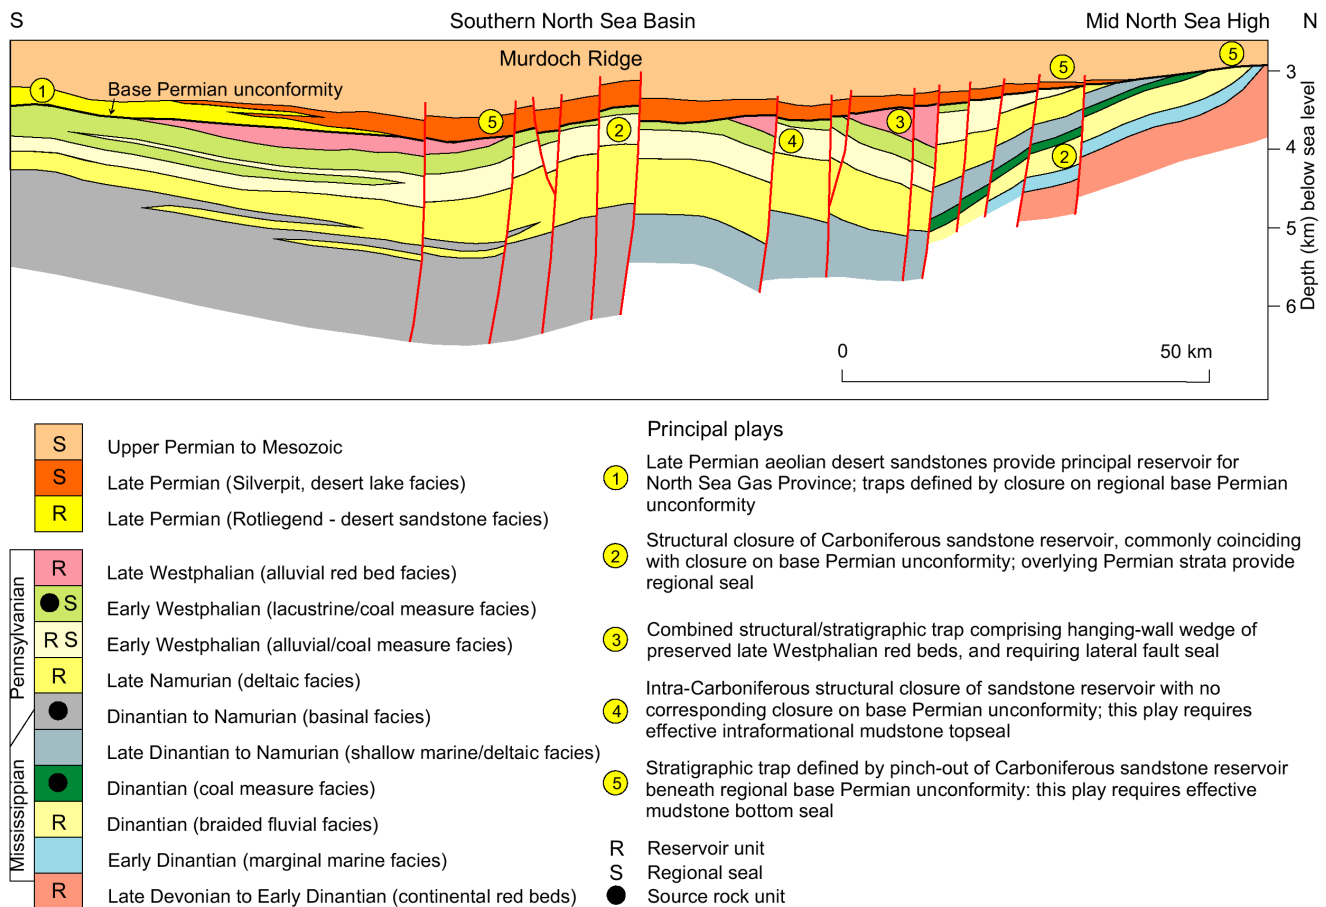 S
Southern North Sea Basin
Mid North Sea High
N
Murdoch Ridge
5
5
3
1
Base Permian unconformity
5
2
4
3
2
4
5
6
Depth (km) below sea level
0
50 km
S
Upper Permian to Mesozoic
S
Late Permian (Silverpit, desert lake facies)
R
Late Permian (Rotliegend - desert sandstone facies)
Pennsylvanian
R
Late Westphalian (alluvial red bed facies)
S
Early Westphalian (lacustrine/coal measure facies)
R S
Early Westphalian (alluvial/coal measure facies)
R
Late Namurian (deltaic facies)
Dinantian to Namurian (basinal facies)
Late Dinantian to Namurian (shallow marine/deltaic facies)
Mississippian
Dinantian (coal measure facies)
R
Dinantian (braided fluvial facies)
Early Dinantian (marginal marine facies)
R
Late Devonian to Early Dinantian (continental red beds)
Principal plays
1
Late Permian aeolian desert sandstones provide principal reservoir for
North Sea Gas Province; traps defined by closure on regional base Permian
unconformity
2
Structural closure of Carboniferous sandstone reservoir, commonly coinciding
with closure on base Permian unconformity; overlying Permian strata provide
regional seal
3
Combined structural/stratigraphic trap comprising hanging-wall wedge of
preserved late Westphalian red beds, and requiring lateral fault seal
4
Intra-Carboniferous structural closure of sandstone reservoir with no
corresponding closure on base Permian unconformity; this play requires
effective intraformational mudstone topseal
5
Stratigraphic trap defined by pinch-out of Carboniferous sandstone reservoir
beneath regional base Permian unconformity: this play requires effective
mudstone bottom seal
R
Reservoir unit
S
Regional seal
Source rock unit